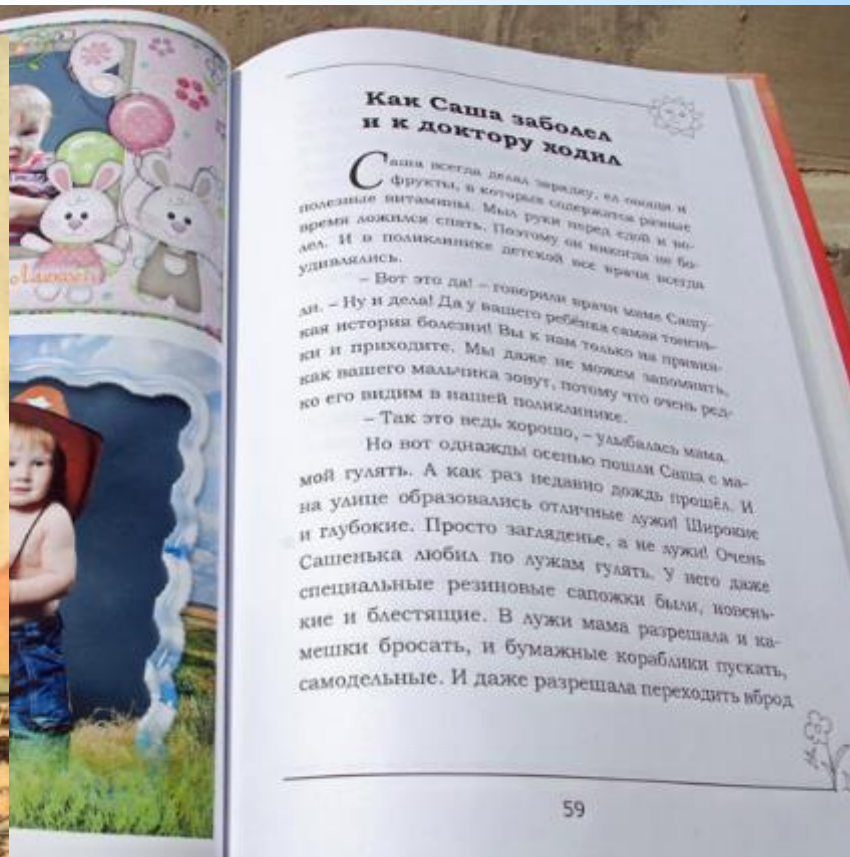 Как Саша заболел
и к доктору ходил
Саша всегда делал зарядку, ел овощи и
фрукты, в которых содержатся разные
полезные витамины. Мыл руки перед едой и во-
время ложился спать. Поэтому он никогда не бо-
лел. И в поликлинике детской все врачи всегда
удивлялись.
– Вот это да! – говорили врачи маме Сашу-
ли. – Ну и дела! Да у вашего ребёнка самая тонень-
кая история болезни! Вы к нам только на привив-
ки и приходите. Мы даже не можем запомнить,
как вашего мальчика зовут, потому что очень ред-
ко его видим в нашей поликлинике.
– Так это ведь хорошо, – улыбалась мама.
Но вот однажды осенью пошли Саша с ма-
мой гулять. А как раз недавно дождь прошёл. И
на улице образовались отличные лужи! Широкие
и глубокие. Просто загляденье, а не лужи! Очень
Сашенька любил по лужам гулять. У него даже
специальные резиновые сапожки были, новень-
кие и блестящие. В лужи мама разрешала и ка-
мешки бросать, и бумажные кораблики пускать,
самодельные. И даже разрешала переходить вброд
59